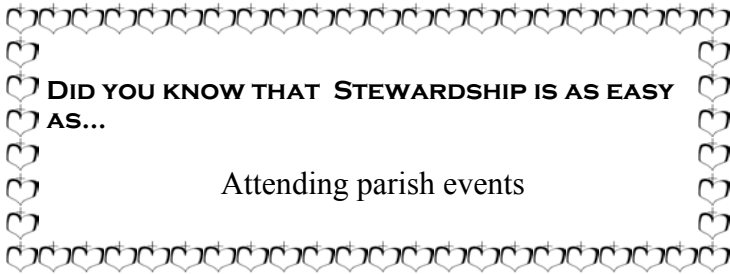 Did you know that Stewardship is as easy
as...
Attending parish events